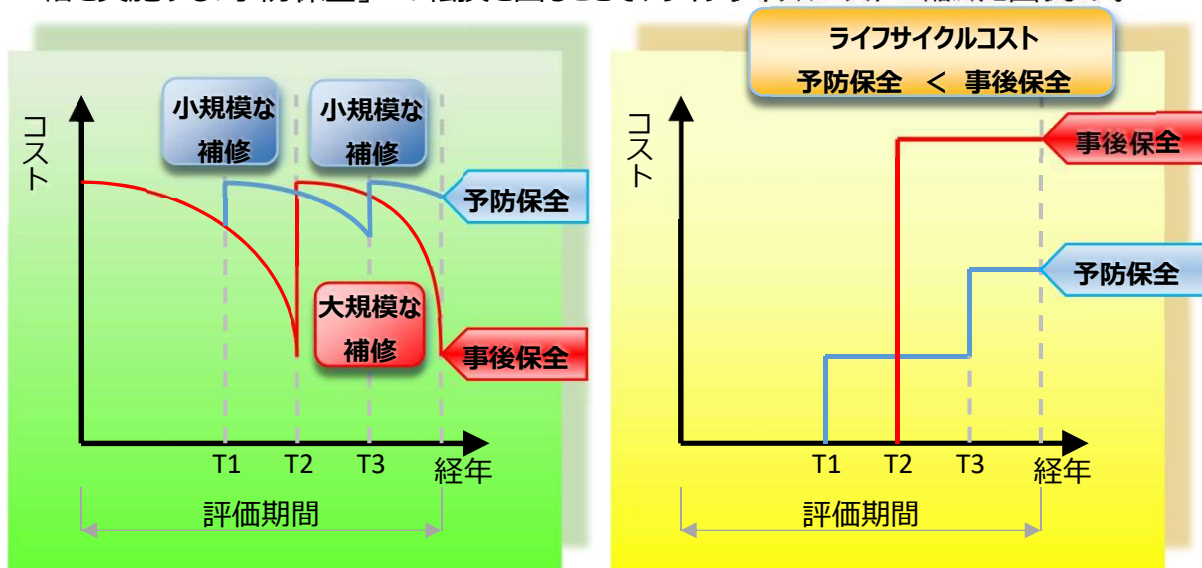 ライフサイクルコスト
予防保全 < 事後保全
コスト
小規模な
補修
小規模な
補修
予防保全
大規模な
補修
事後保全
T1 T2 T3 経年
評価期間
コスト
事後保全
予防保全
T1 T2 T3 経年
評価期間